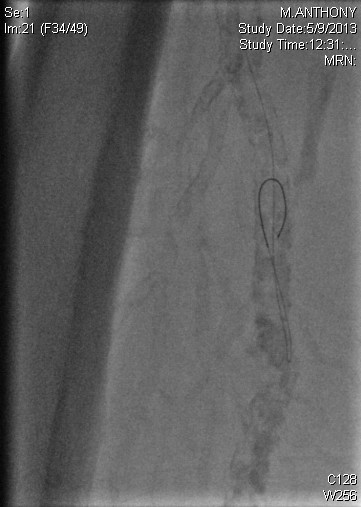 Se:1
Im:21 (F34/49)
M.ANTHONY
Study Date:5/9/2013
Study Time:12:31:...
MRN:
C128
W256